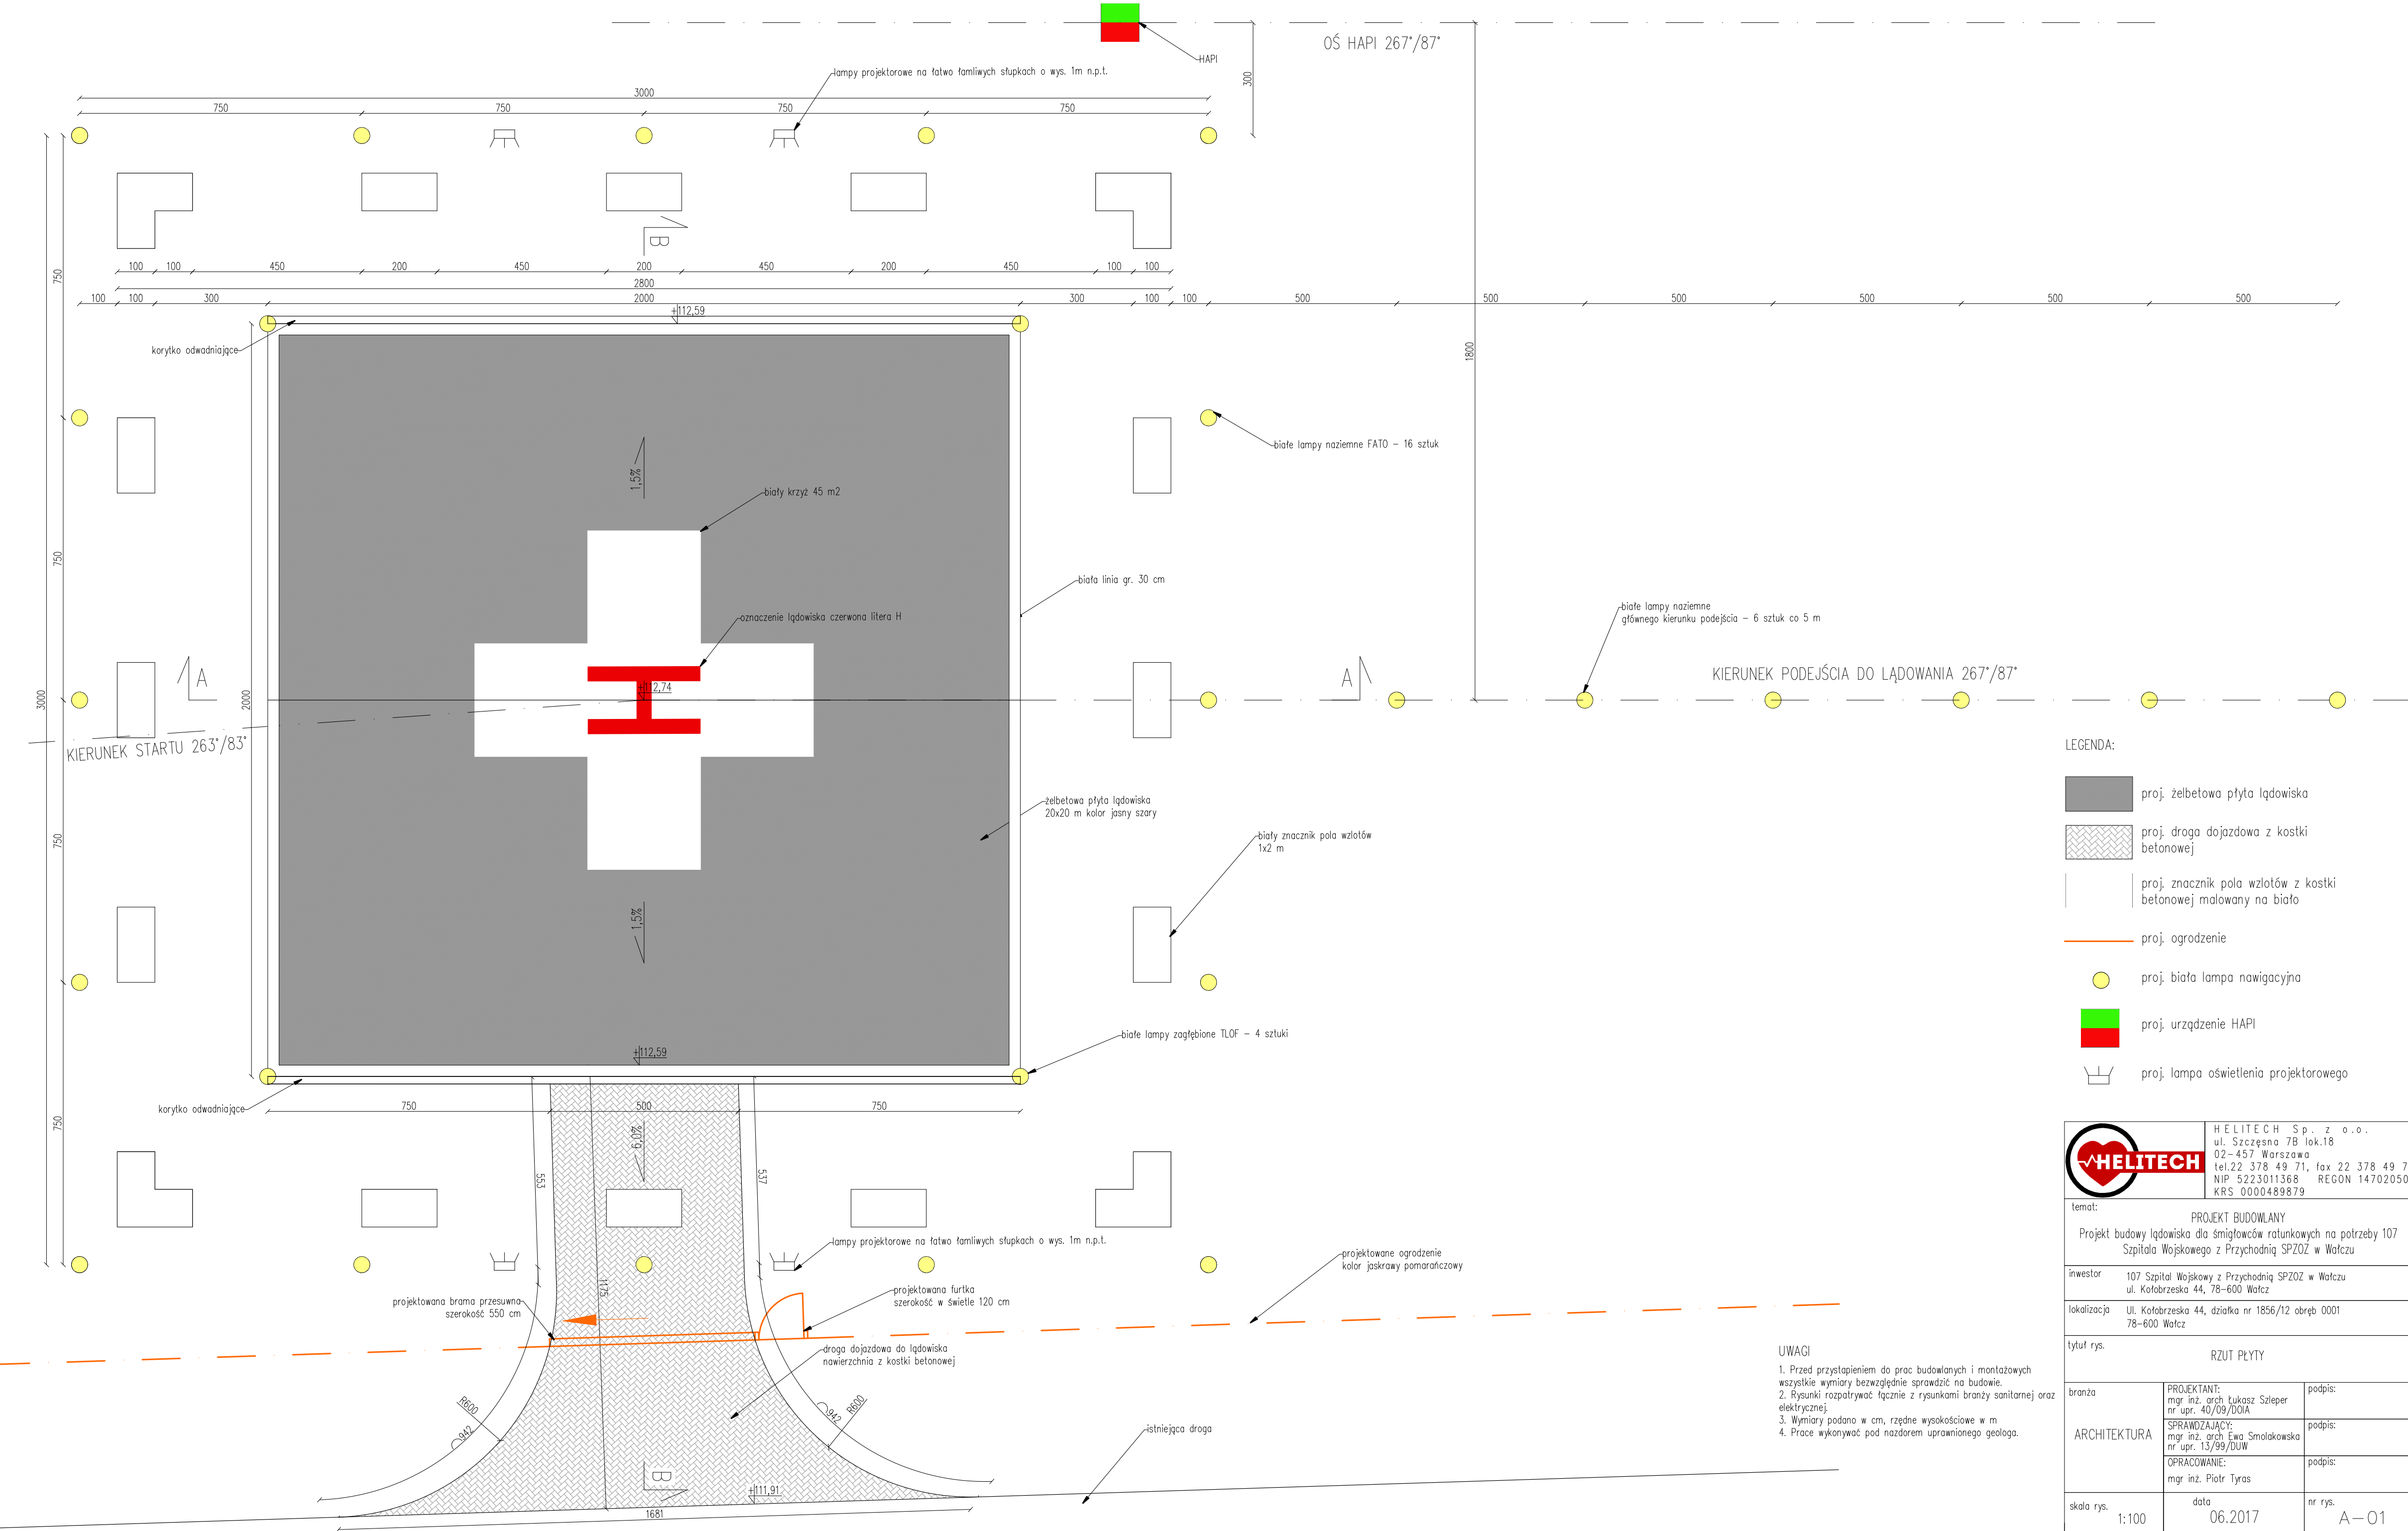 OŚ HAPI 267°/87°
HAPI
300
lampy projektorowe na łatwo łamliwych słupkach o wys. 1m n.p.t.
3000
750
750
750
750
B
100
100
450
200
450
200
450
200
450
100
100
2800
100
100
300
2000
300
100
100
500
500
500
500
500
500
+112,59
korytko odwadniające
1800
750
750
750
750
3000
2000
białe lampy naziemne FATO - 16 sztuk
1,5%
biały krzyż 45 m2
biała linia gr. 30 cm
oznaczenie lądowiska czerwona litera H
białe lampy naziemne
głównego kierunku podejścia - 6 sztuk co 5 m
A
A
KIERUNEK PODEJŚCIA DO LĄDOWANIA 267°/87°
+112,74
KIERUNEK STARTU 263°/83°
żelbetowa płyta lądowiska
20x20 m kolor jasny szary
biały znacznik pola wzlotów
1x2 m
1,5%
białe lampy zagłębione TLOF - 4 sztuki
+112,59
korytko odwadniające
750
500
750
6,0%
553
537
1175
lampy projektorowe na łatwo łamliwych słupkach o wys. 1m n.p.t.
projektowane ogrodzenie
kolor jaskrawy pomarańczowy
projektowana furtka
szerokość w świetle 120 cm
projektowana brama przesuwna
szerokość 550 cm
droga dojazdowa do lądowiska
nawierzchnia z kostki betonowej
R600
942
942
R600
B
+111,91
1681
istniejąca droga
UWAGI
1. Przed przystąpieniem do prac budowlanych i montażowych
wszystkie wymiary bezwzględnie sprawdzić na budowie.
2. Rysunki rozpatrywać łącznie z rysunkami branży sanitarnej oraz
elektrycznej.
3. Wymiary podano w cm, rzędne wysokościowe w m
4. Prace wykonywać pod nazdorem uprawnionego geologa.
LEGENDA:
proj. żelbetowa płyta lądowiska
proj. droga dojazdowa z kostki
betonowej
proj. znacznik pola wzlotów z kostki
betonowej malowany na biało
proj. ogrodzenie
proj. biała lampa nawigacyjna
proj. urządzenie HAPI
proj. lampa oświetlenia projektorowego
HELITECH
HELITECH Sp. z o.o.
ul. Szczęsna 7B lok.18
02-457 Warszawa
tel.22 378 49 71, fax 22 378 49 7
NIP 5223011368 REGON 14702050
KRS 0000489879
temat:
PROJEKT BUDOWLANY
Projekt budowy lądowiska dla śmigłowców ratunkowych na potrzeby 107
Szpitala Wojskowego z Przychodnią SPZOZ w Wałczu
inwestor
107 Szpital Wojskowy z Przychodnią SPZOZ w Wałczu
ul. Kołobrzeska 44, 78-600 Wałcz
lokalizacja
Ul. Kołobrzeska 44, działka nr 1856/12 obręb 0001
78-600 Wałcz
tytuł rys.
RZUT PŁYTY
branża
ARCHITEKTURA
PROJEKTANT:
mgr inż. arch Łukasz Szleper
nr upr. 40/09/DOIA
podpis:
SPRAWDZAJĄCY:
mgr inż. arch Ewa Smolakowska
nr upr. 13/99/DUW
podpis:
OPRACOWANIE:
mgr inż. Piotr Tyras
podpis:
skala rys.
1:100
data
06.2017
nr rys.
A-01